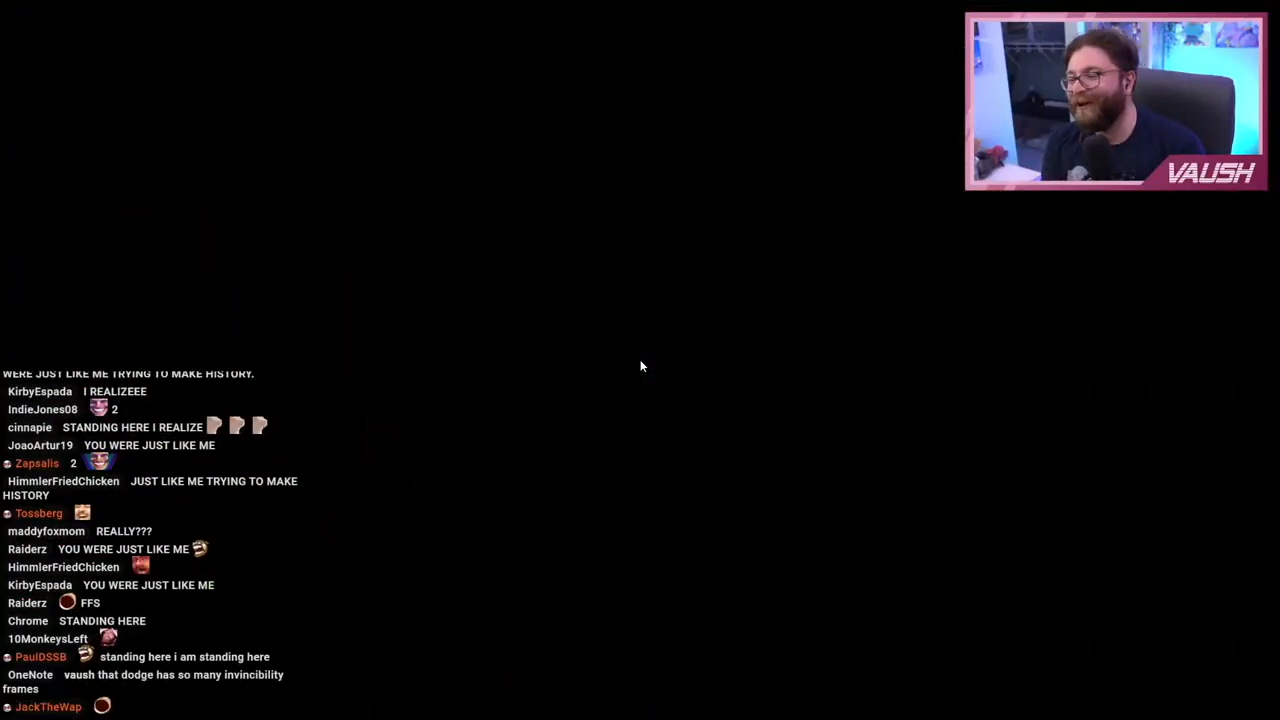 VAUSH
WERE JUST LIKE ME TRYING TO MAKE HISTORY.
KirbyEspada I REALIZEEE
IndieJones08 2
cinnapie STANDING HERE I REALIZE
JoaoArtur19 YOU WERE JUST LIKE ME
Zapsalis 2
HimmlerFriedChicken JUST LIKE ME TRYING TO MAKE
HISTORY
Tossberg
maddyfoxmom REALLY???
Raiderz YOU WERE JUST LIKE ME
HimmlerFriedChicken
KirbyEspada YOU WERE JUST LIKE ME
Raiderz FFS
Chrome STANDING HERE
10MonkeysLeft
PaulDSSB standing here i am standing here
OneNote vaush that dodge has so many invincibility
frames
JackTheWap